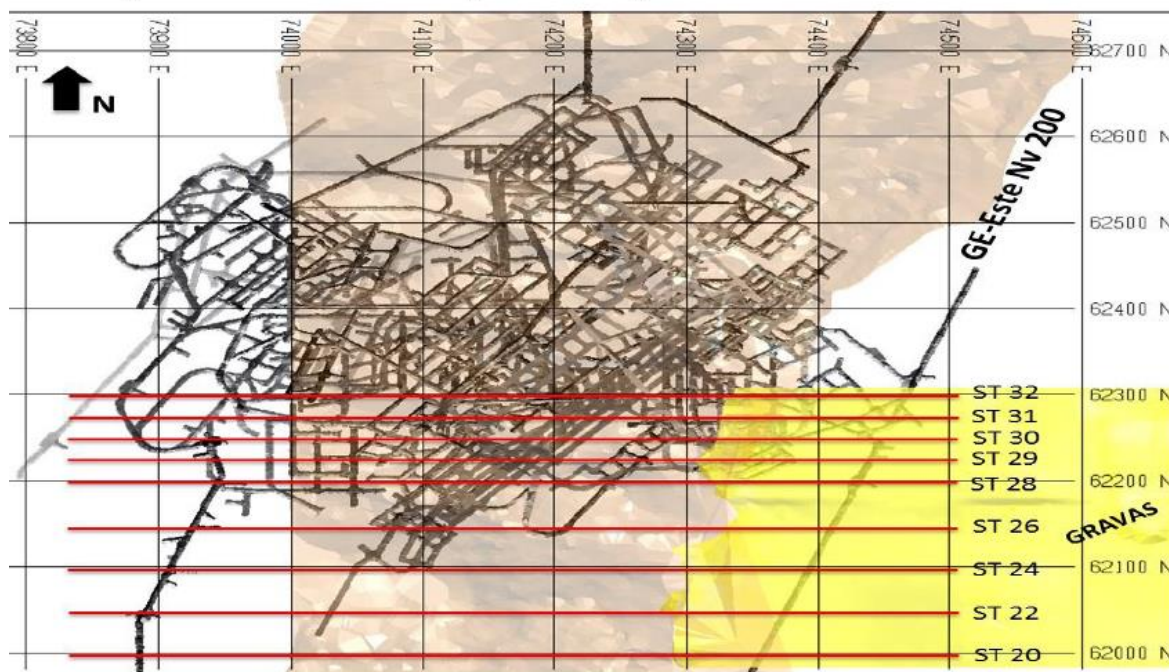 73800 E
73900 E
74000 E
74100 E
74200 E
74300 E
74400 E
74500 E
74600 E
62700 N
N
62600 N
GE-Este Nv 200
62500 N
62400 N
ST 32
62300 N
ST 31
ST 30
ST 29
ST 28
62200 N
ST 26
GRAVAS
ST 24
62100 N
ST 22
ST 20
62000 N